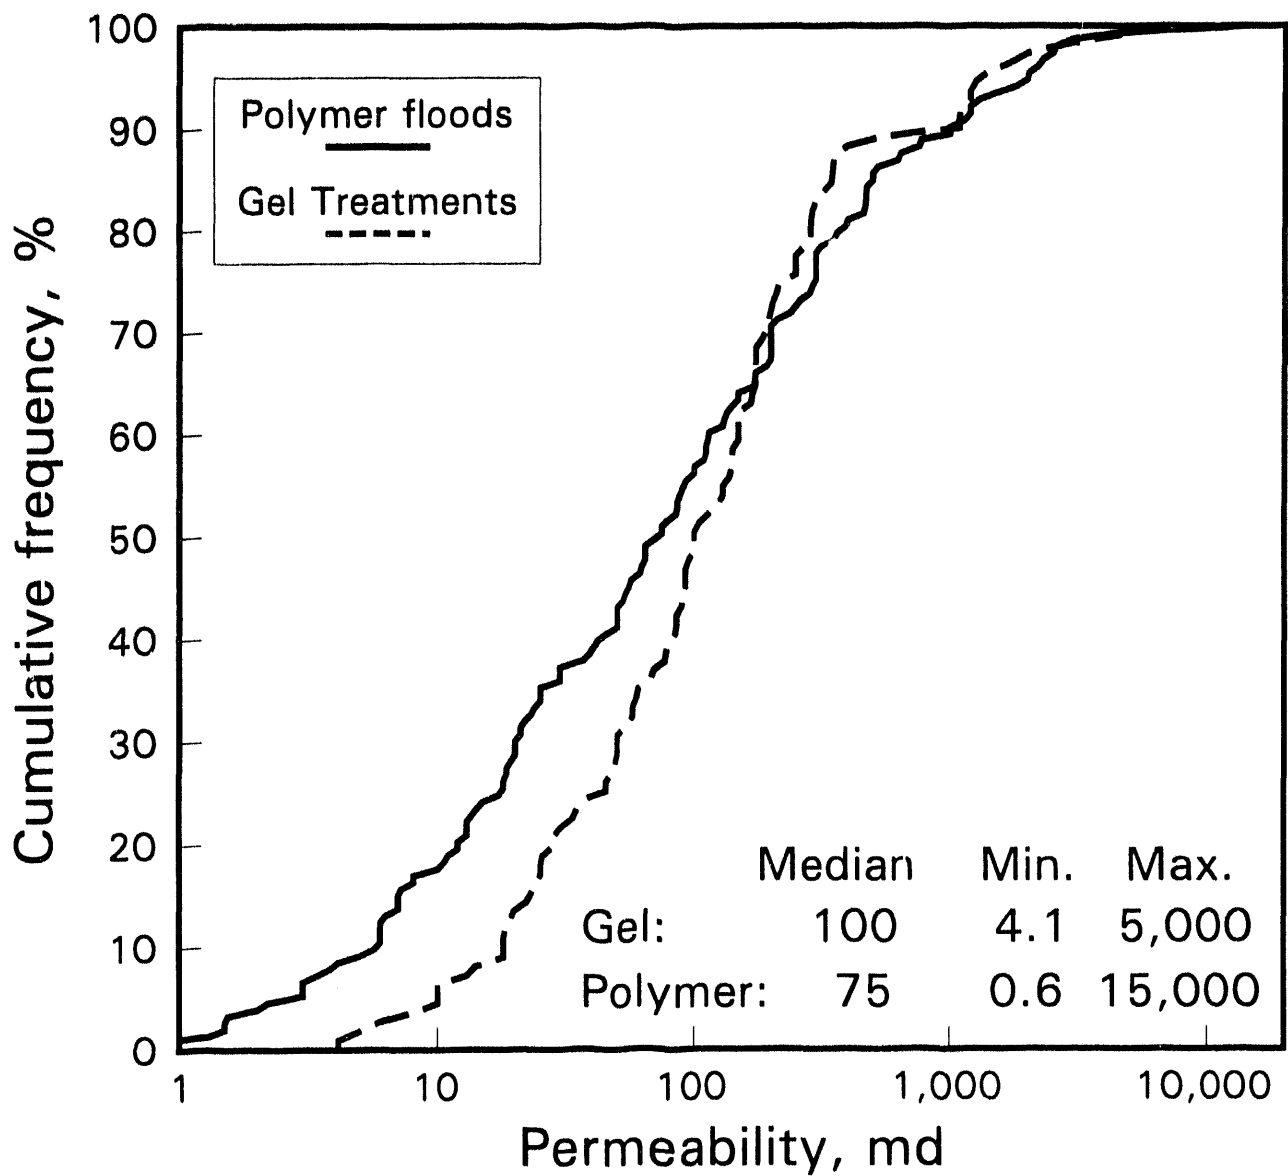 100
90
80
70
60
50
40
30
20
10
0
Cumulative frequency, %
Polymer floods
Gel Treatments
Median Min. Max.
Gel: 100 4.1 5,000
Polymer: 75 0.6 15,000
1 10 100 1,000 10,000
Permeability, md